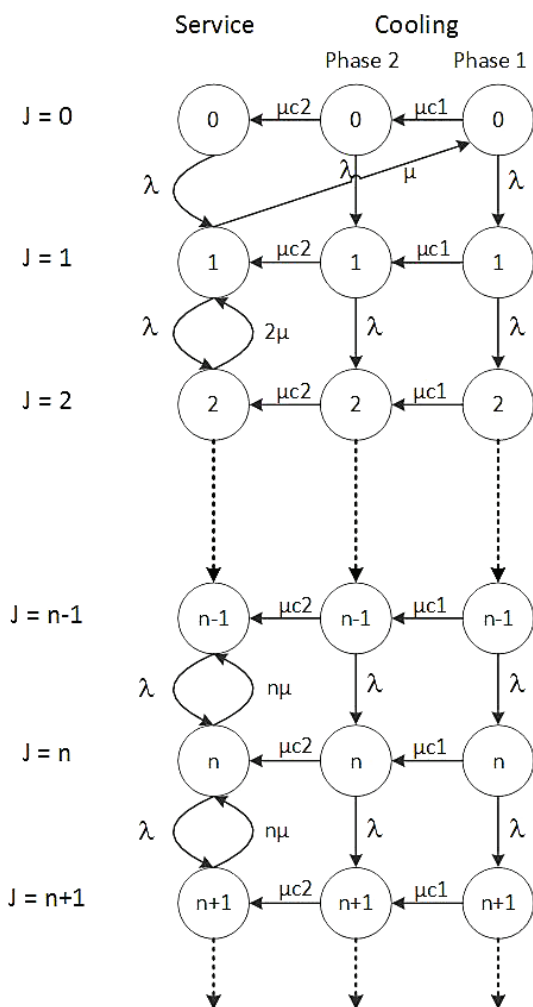 Service Cooling
Phase 2 Phase 1
J = 0 0 μc2 0 μc1 0
λ λ μ λ
J = 1 1 μc2 1 μc1 1
λ 2μ λ λ
J = 2 2 μc2 2 μc1 2
J = n-1 n-1 μc2 n-1 μc1 n-1
λ nμ λ λ
J = n n μc2 n μc1 n
λ nμ λ λ
J = n+1 n+1 μc2 n+1 μc1 n+1